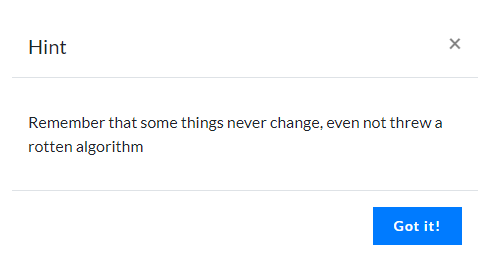 Hint
×
Remember that some things never change, even not threw a
rotten algorithm
Got it!